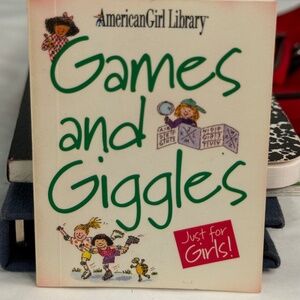 AmericanGirl Library
Games
and
Giggles
Just for
Girls!